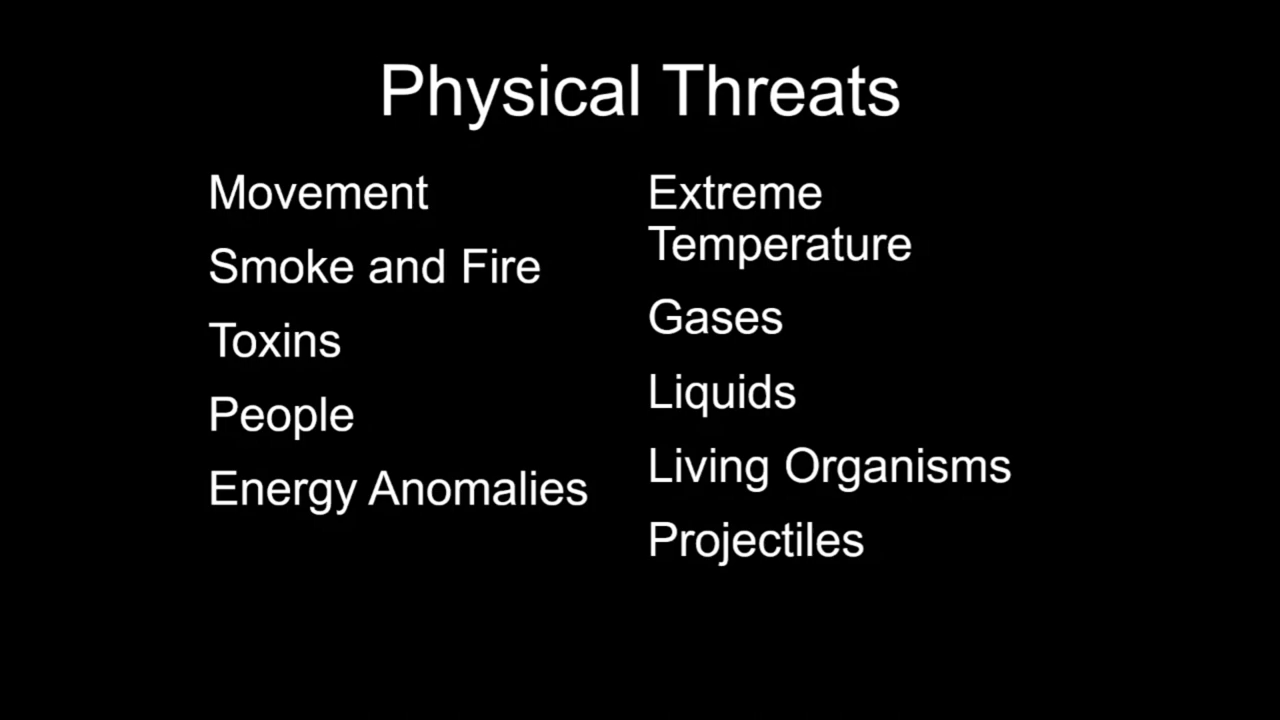 Physical Threats
Movement
Smoke and Fire
Toxins
People
Energy Anomalies
Extreme
Temperature
Gases
Liquids
Living Organisms
Projectiles